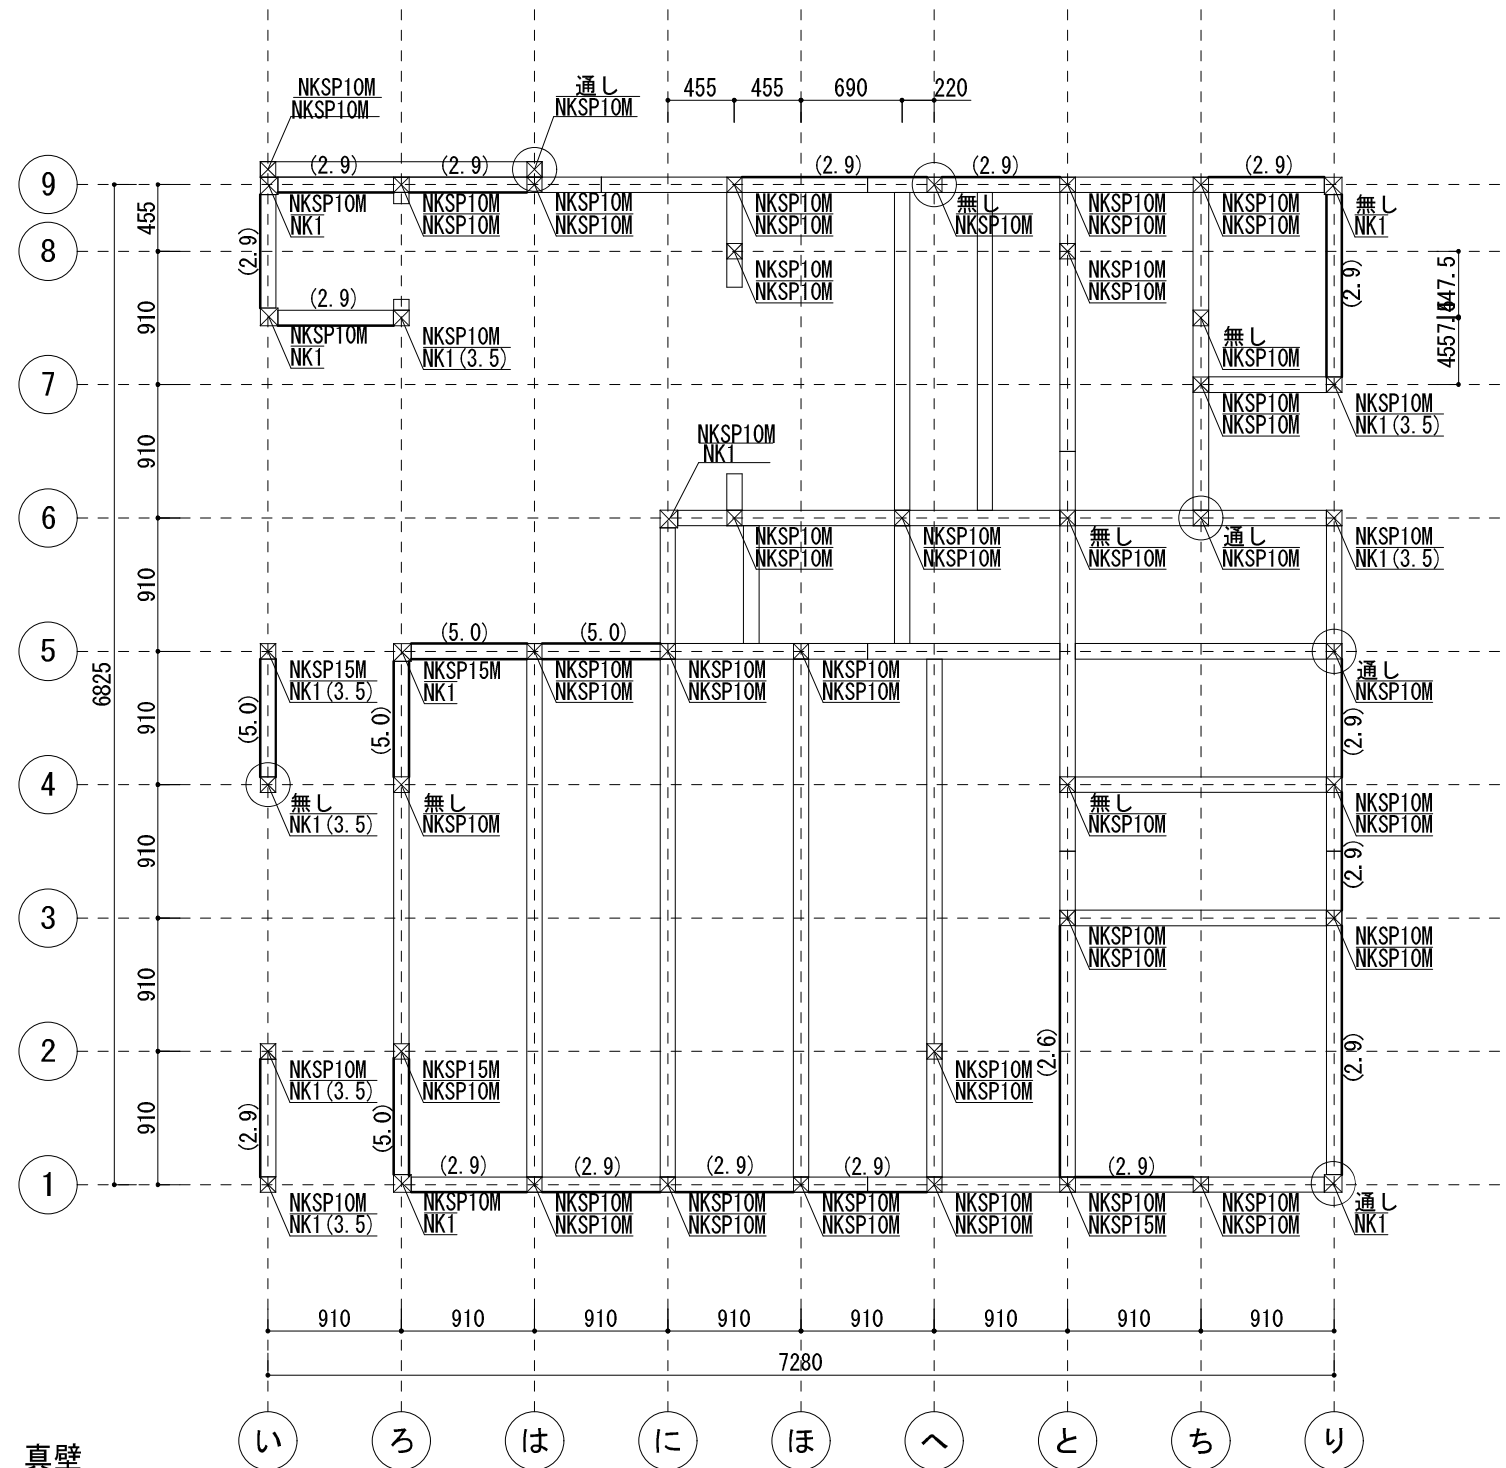 NKSP10M
NKSP10M
通し
NKSP10M
455
455
690
220
9
(2.9)
(2.9)
(2.9)
(2.9)
(2.9)
NKSP10M
NK1
NKSP10M
NKSP10M
NKSP10M
NKSP10M
NKSP10M
NKSP10M
無し
NKSP10M
NKSP10M
NKSP10M
NKSP10M
NKSP10M
無し
NK1
455
8
(2.9)
NKSP10M
NKSP10M
NKSP10M
NKSP10M
(2.9)
910
(2.9)
NKSP10M
NK1
NKSP10M
NK1(3.5)
無し
NKSP10M
7
NKSP10M
NKSP10M
NKSP10M
NK1(3.5)
910
NKSP10M
NK1
6
NKSP10M
NKSP10M
NKSP10M
NKSP10M
無し
NKSP10M
通し
NKSP10M
NKSP10M
NK1(3.5)
910
5
(5.0)
(5.0)
6825
NKSP15M
NK1(3.5)
NKSP15M
NK1
NKSP10M
NKSP10M
NKSP10M
NKSP10M
NKSP10M
NKSP10M
通し
NKSP10M
910
(5.0)
(5.0)
(2.9)
4
無し
NK1(3.5)
無し
NKSP10M
無し
NKSP10M
NKSP10M
NKSP10M
910
(2.9)
3
NKSP10M
NKSP10M
NKSP10M
NKSP10M
910
(2.6)
(2.9)
2
NKSP10M
NK1(3.5)
NKSP15M
NKSP10M
NKSP10M
NKSP10M
910
(2.9)
(5.0)
(2.9)
(2.9)
(2.9)
(2.9)
(2.9)
1
NKSP10M
NK1(3.5)
NKSP10M
NK1
NKSP10M
NKSP10M
NKSP10M
NKSP10M
NKSP10M
NKSP10M
NKSP10M
NKSP10M
NKSP10M
NKSP15M
NKSP10M
NKSP10M
通し
NK1
910
910
910
910
910
910
910
910
7280
い
ろ
は
に
ほ
へ
と
ち
り
真壁